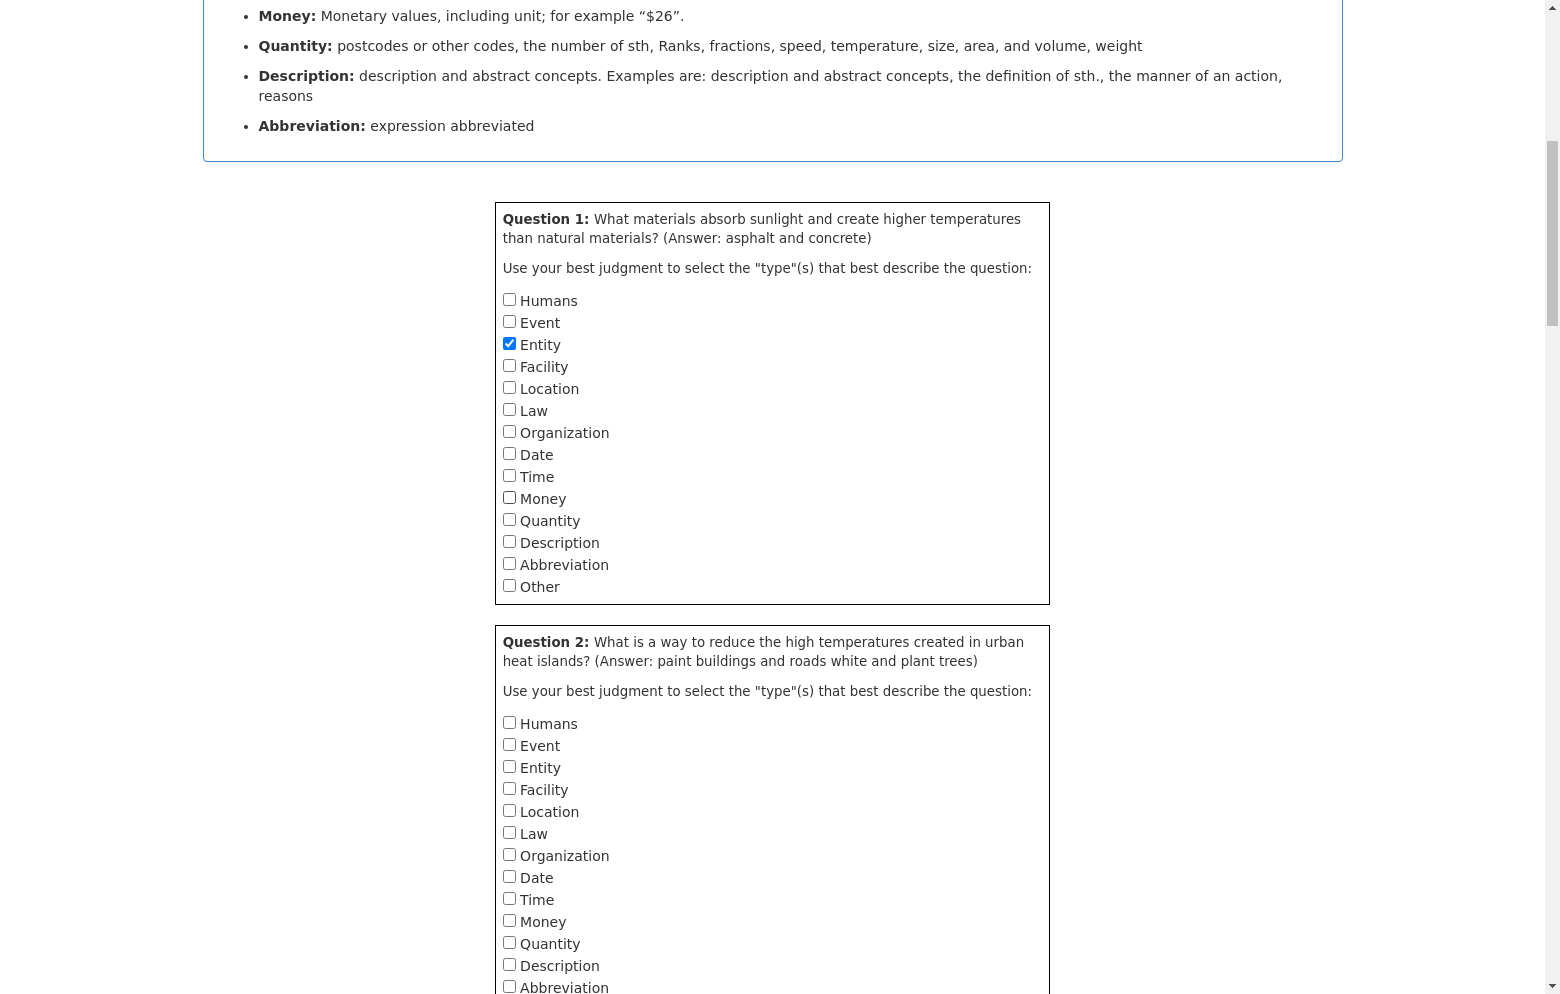 Money: Monetary values, including unit; for example “$26”.
Quantity: postcodes or other codes, the number of sth, Ranks, fractions, speed, temperature, size, area, and volume, weight
Description: description and abstract concepts. Examples are: description and abstract concepts, the definition of sth., the manner of an action,
reasons
Abbreviation: expression abbreviated
Question 1: What materials absorb sunlight and create higher temperatures
than natural materials? (Answer: asphalt and concrete)
Use your best judgment to select the "type"(s) that best describe the question:
Humans
Event
Entity
Facility
Location
Law
Organization
Date
Time
Money
Quantity
Description
Abbreviation
Other
Question 2: What is a way to reduce the high temperatures created in urban
heat islands? (Answer: paint buildings and roads white and plant trees)
Use your best judgment to select the "type"(s) that best describe the question:
Humans
Event
Entity
Facility
Location
Law
Organization
Date
Time
Money
Quantity
Description
Abbreviation